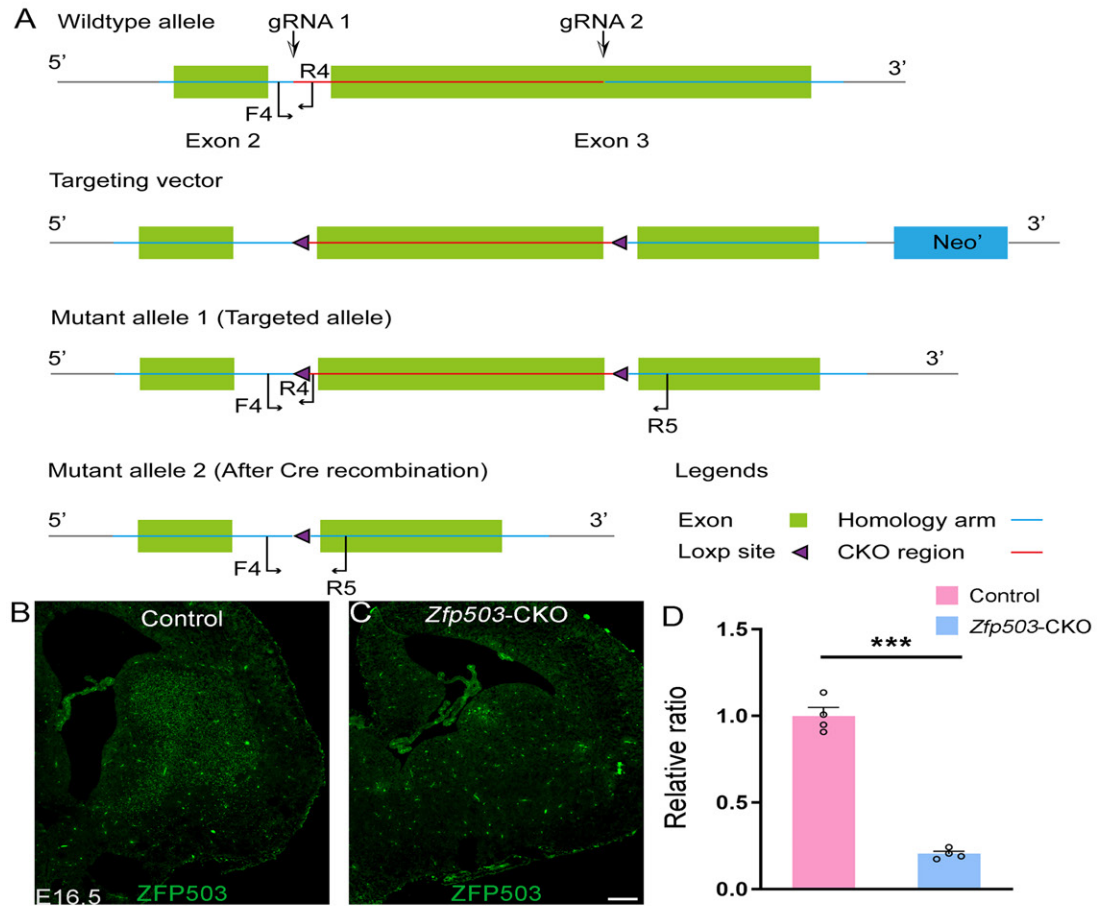 A
Wildtype allele
gRNA 1
gRNA 2
5’
3’
R4
F4
Exon 2
Exon 3
Targeting vector
5’
3’
Neo’
Mutant allele 1 (Targeted allele)
5’
3’
R4
F4
R5
Mutant allele 2 (After Cre recombination)
5’
3’
F4
R5
Legends
Exon
Homology arm
Loxp site
CKO region
B
Control
E16.5
ZFP503
C
Zfp503-CKO
ZFP503
D
Control
Zfp503-CKO
Relative ratio
1.5
1.0
0.5
0.0
***